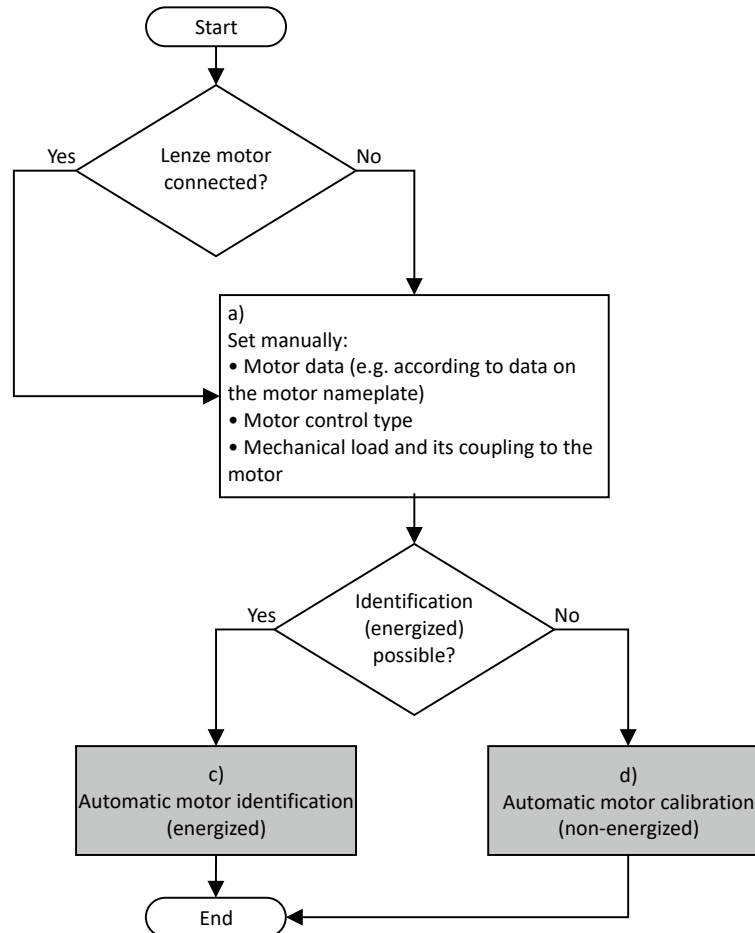 Start
Yes
Lenze motor
connected?
No
a)
Set manually:
• Motor data (e.g. according to data on
the motor nameplate)
• Motor control type
• Mechanical load and its coupling to the
motor
Yes
Identification
(energized)
possible?
No
c)
Automatic motor identification
(energized)
d)
Automatic motor calibration
(non-energized)
End